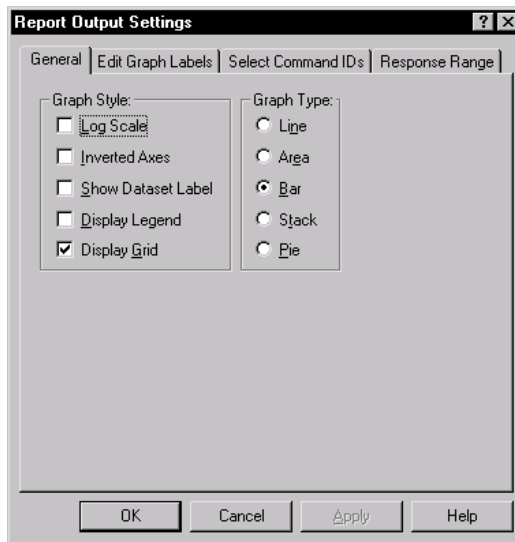 Report Output Settings
General Edit Graph Labels Select Command IDs Response Range
Graph Style:
Log Scale
Inverted Axes
Show Dataset Label
Display Legend
Display Grid
Graph Type:
Line
Area
Bar
Stack
Pie
OK Cancel Apply Help